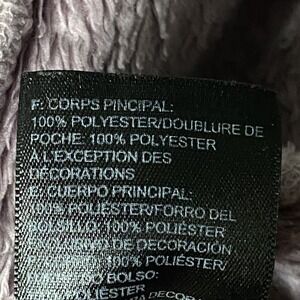 F: CORPS PINCIPAL:
100% POLYESTER/DOUBLURE DE
POCHE: 100% POLYESTER
À L'EXCEPTION DES
DÉCORATIONS
E: CUERPO PRINCIPAL:
100% POLIÉSTER/FORRO DEL
BOLSILLO: 100% POLIÉSTER
DE DECORACIÓN
100% POLIÉSTER/
BOLSO:
POLIÉSTER
DECORA